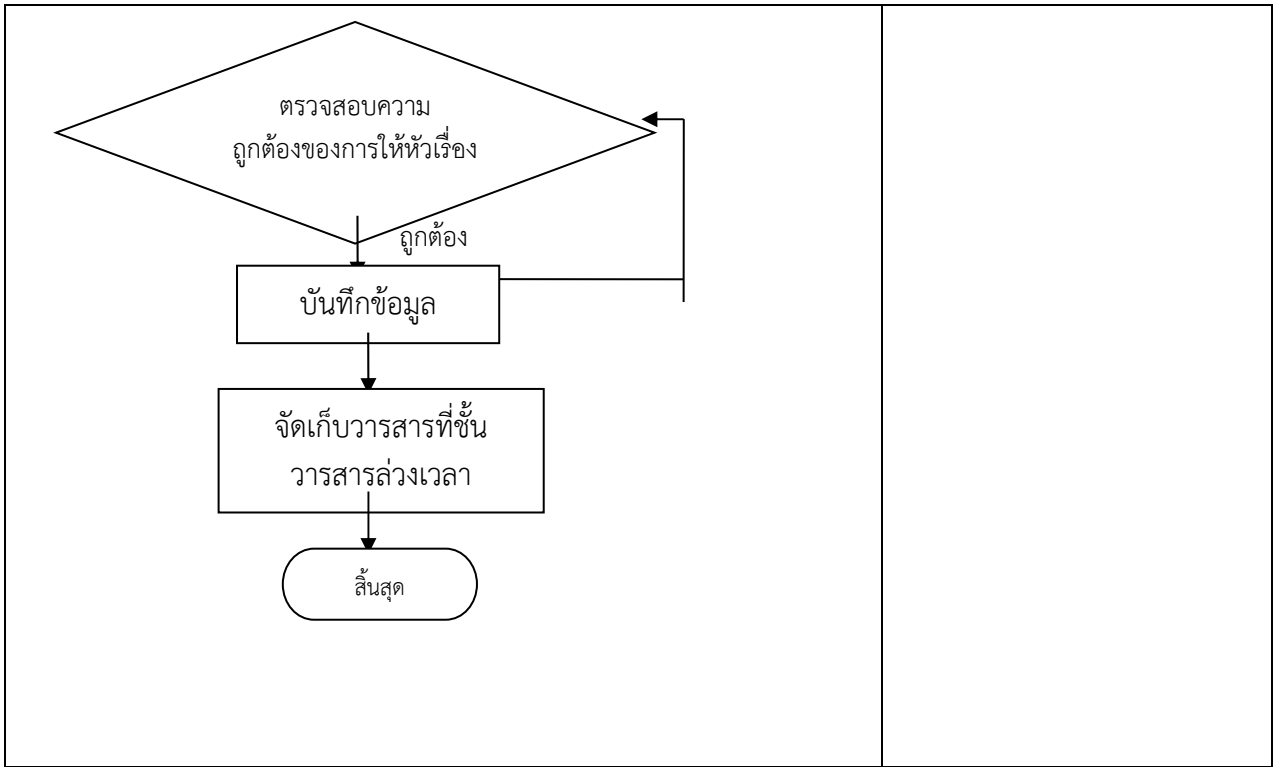 ตรวจสอบความ
ถูกต้องของการให้หัวเรื่อง
ถูกต้อง
บันทึกข้อมูล
จัดเก็บวารสารที่ชั้น
วารสารล่วงเวลา
สิ้นสุด